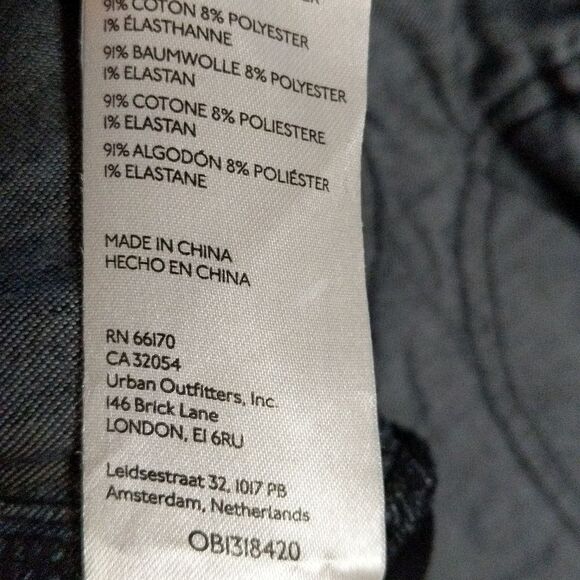 91% COTON 8% POLYESTER
1% ÉLASTHANNE
91% BAUMWOLLE 8% POLYESTER
1% ELASTAN
91% COTONE 8% POLIESTERE
1% ELASTAN
91% ALGODÓN 8% POLIÉSTER
1% ELASTANE
MADE IN CHINA
HECHO EN CHINA
RN 66170
CA 32054
Urban Outfitters, Inc.
146 Brick Lane
LONDON, E1 6RU
Leidsestraat 32, 1017 PB
Amsterdam, Netherlands
OB1318420